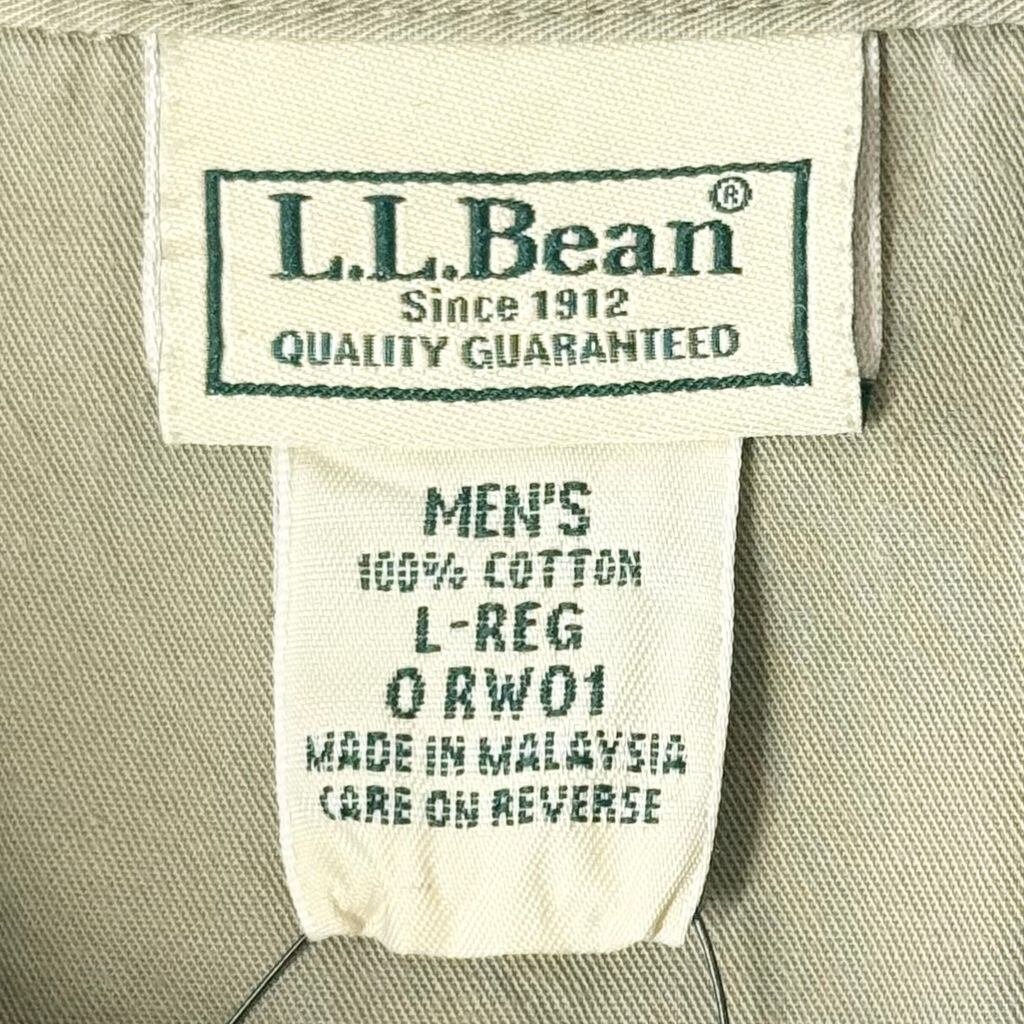 L.L.Bean®
Since 1912
QUALITY GUARANTEED
MEN'S
100% COTTON
L-REG
0 RW01
MADE IN MALAYSIA
CARE ON REVERSE